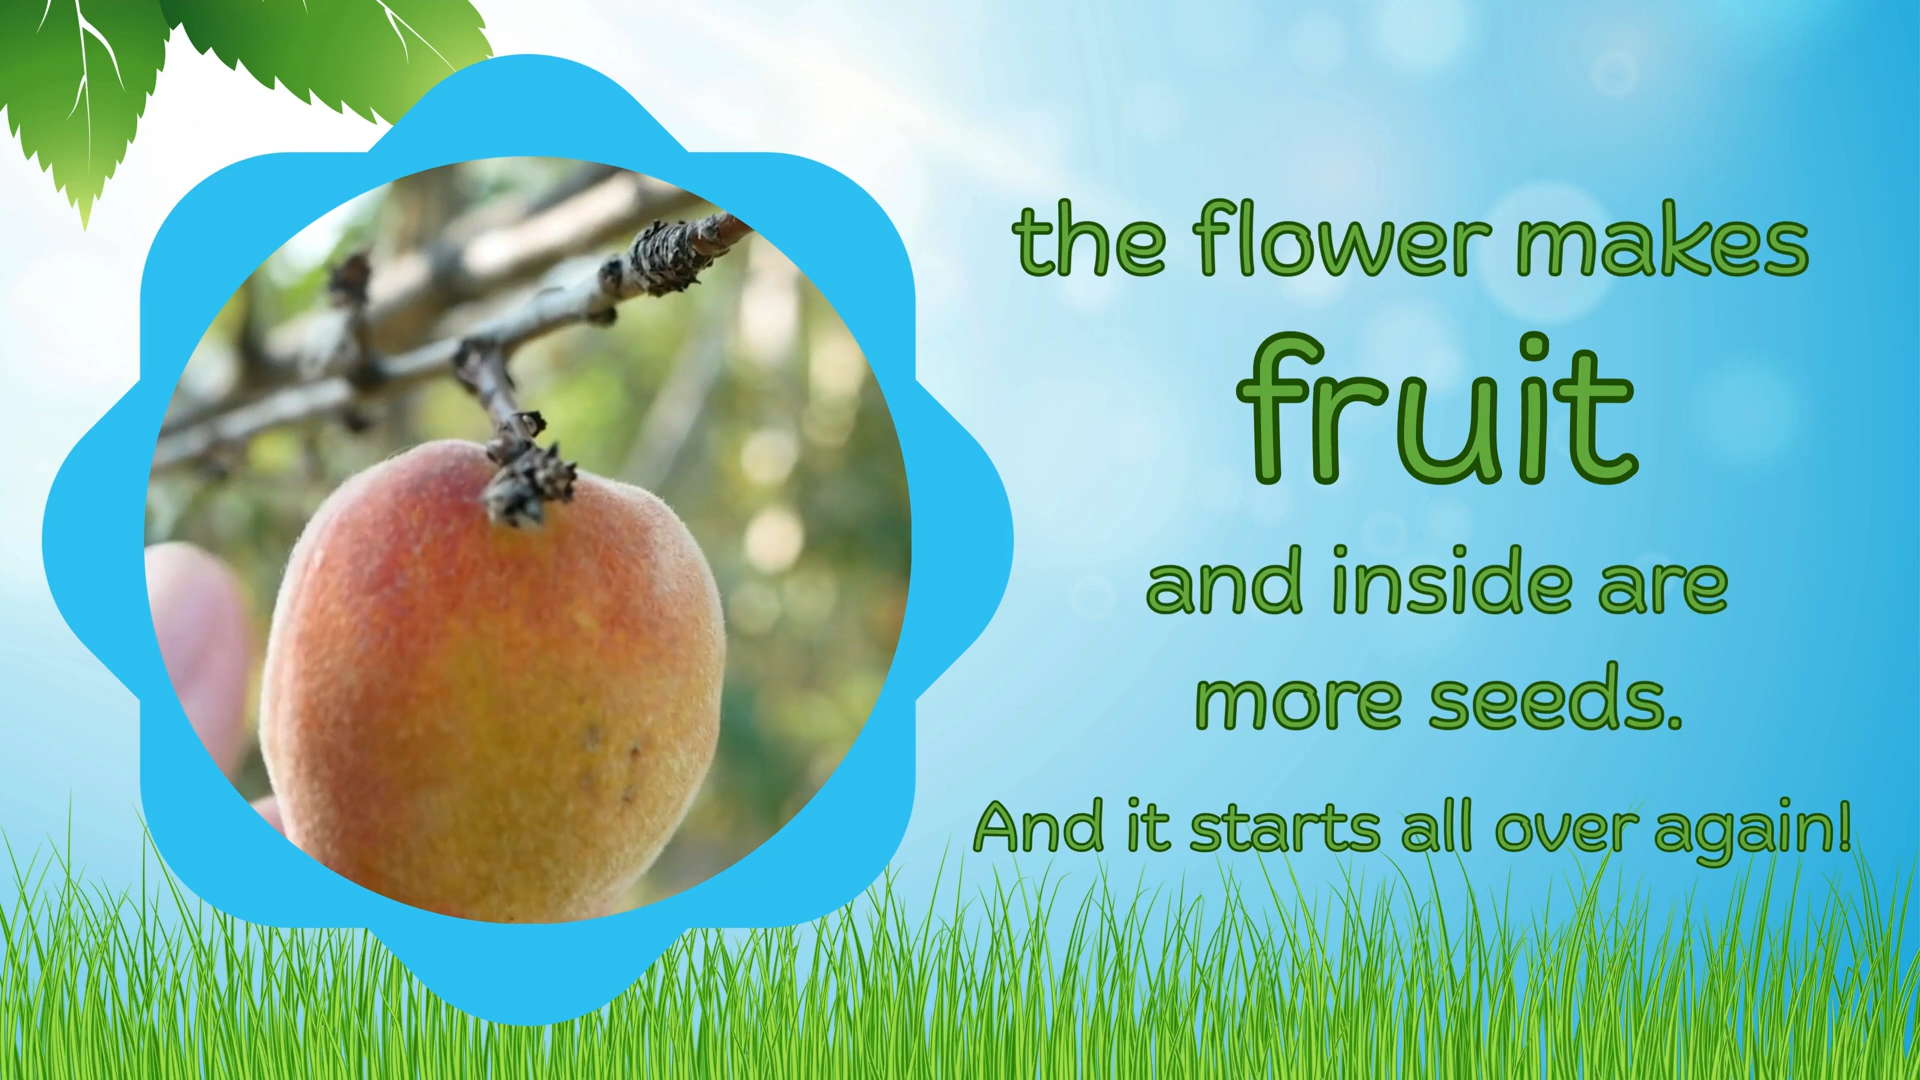 the flower makes
fruit
and inside are
more seeds.
And it starts all over again!